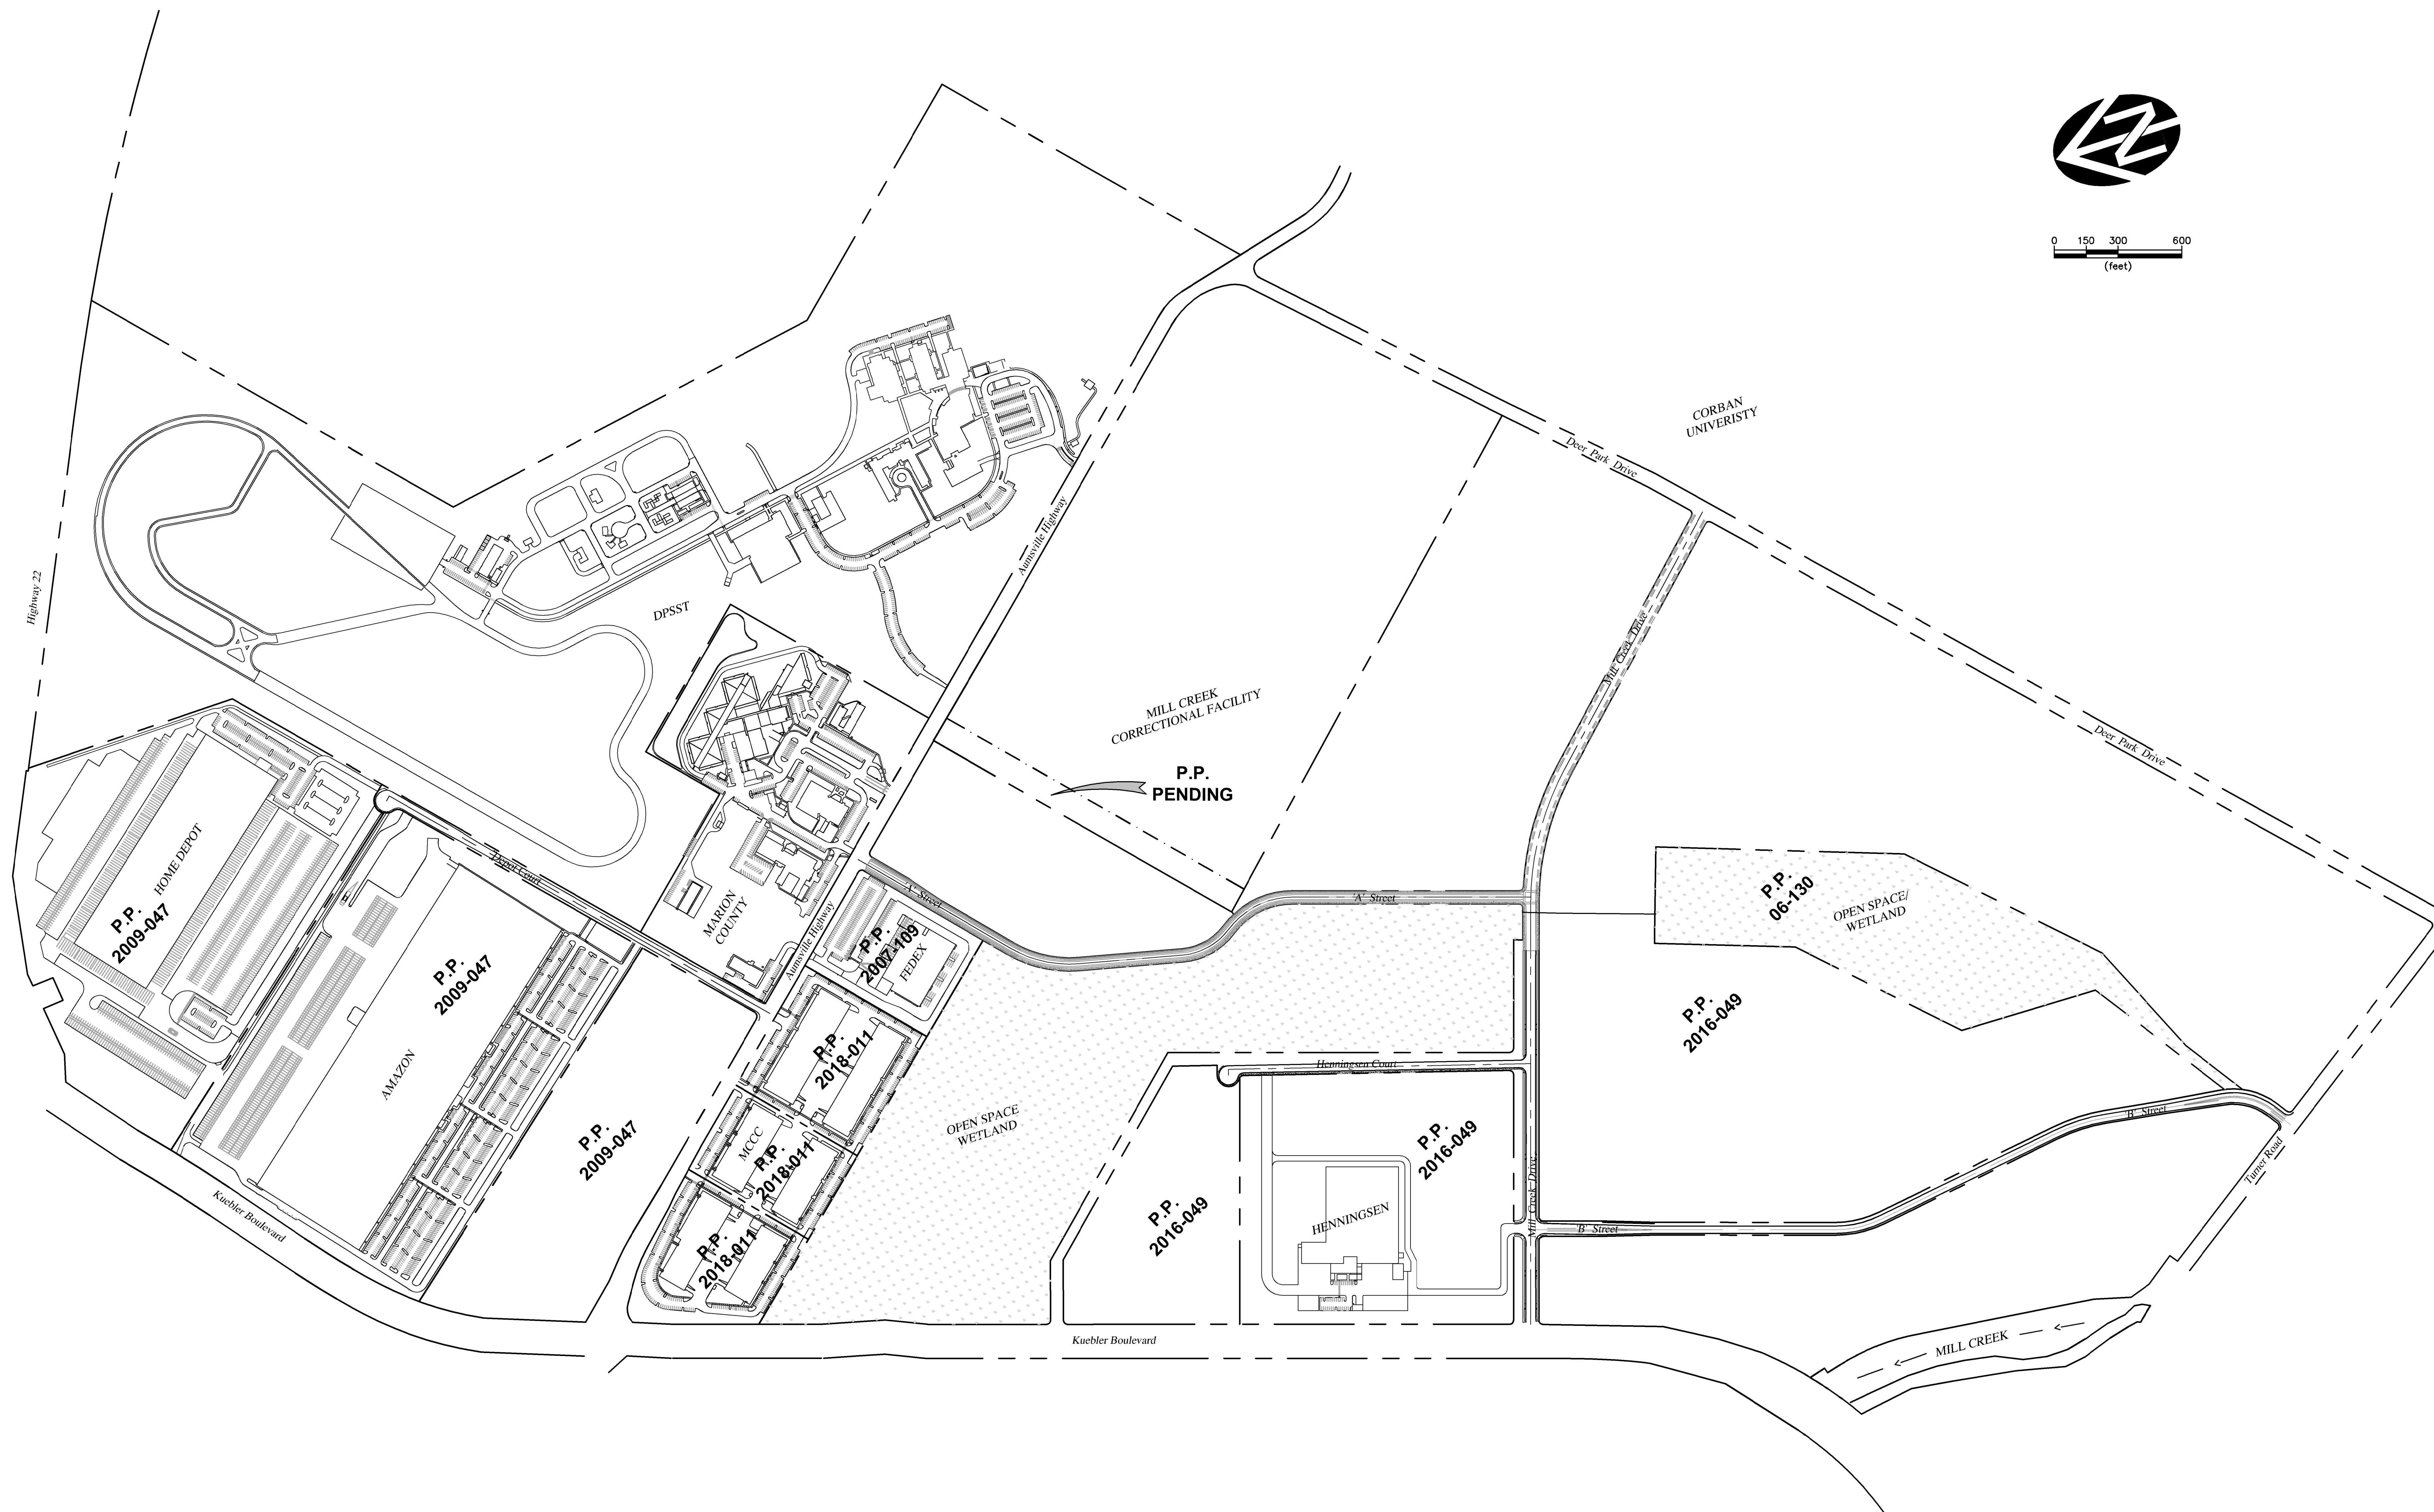 0 150 300 600
(feet)
CORBAN
UNIVERISTY
Deer Park Drive
Highway 22
Aumsville Highway
DPSST
Mill Creek Drive
MILL CREEK
CORRECTIONAL FACILITY
P.P.
PENDING
Deer Park Drive
HOME DEPOT
P.P.
2009-047
Depot Court
MARION
COUNTY
Aumsville Highway
'A' Street
'A' Street
P.P.
2007-109
FEDEX
P.P.
06-130
OPEN SPACE/
WETLAND
P.P.
2009-047
AMAZON
P.P.
2016-049
P.P.
2018-011
Henningsen Court
OPEN SPACE
WETLAND
P.P.
2009-047
MCCC
P.P.
2018-011
P.P.
2016-049
'B' Street
Turner Road
Kuebler Boulevard
P.P.
2018-011
P.P.
2016-049
HENNINGSEN
Mill Creek Drive
'B' Street
Kuebler Boulevard
MILL CREEK